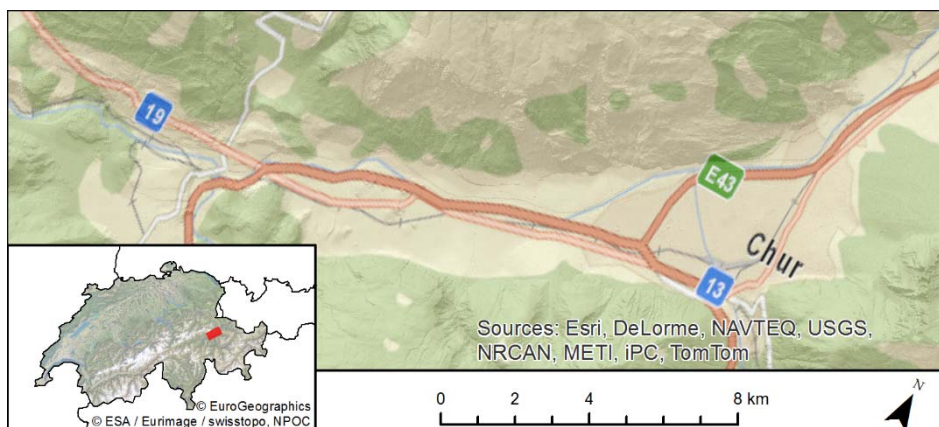 19
E43
Chur
13
Sources: Esri, DeLorme, NAVTEQ, USGS,
NRCAN, METI, iPC, TomTom
© EuroGeographics
© ESA / Eurimage / swisstopo, NPOC
0 2 4 8 km
N